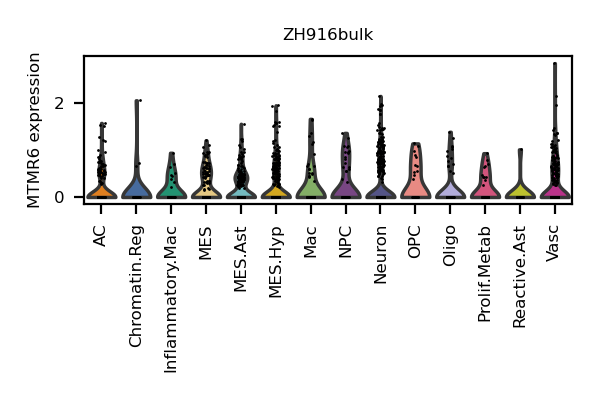 ZH916bulk
MTMR6 expression
2
0
AC
Chromatin.Reg
Inflammatory.Mac
MES
MES.Ast
MES.Hyp
Mac
NPC
Neuron
OPC
Oligo
Prolif.Metab
Reactive.Ast
Vasc